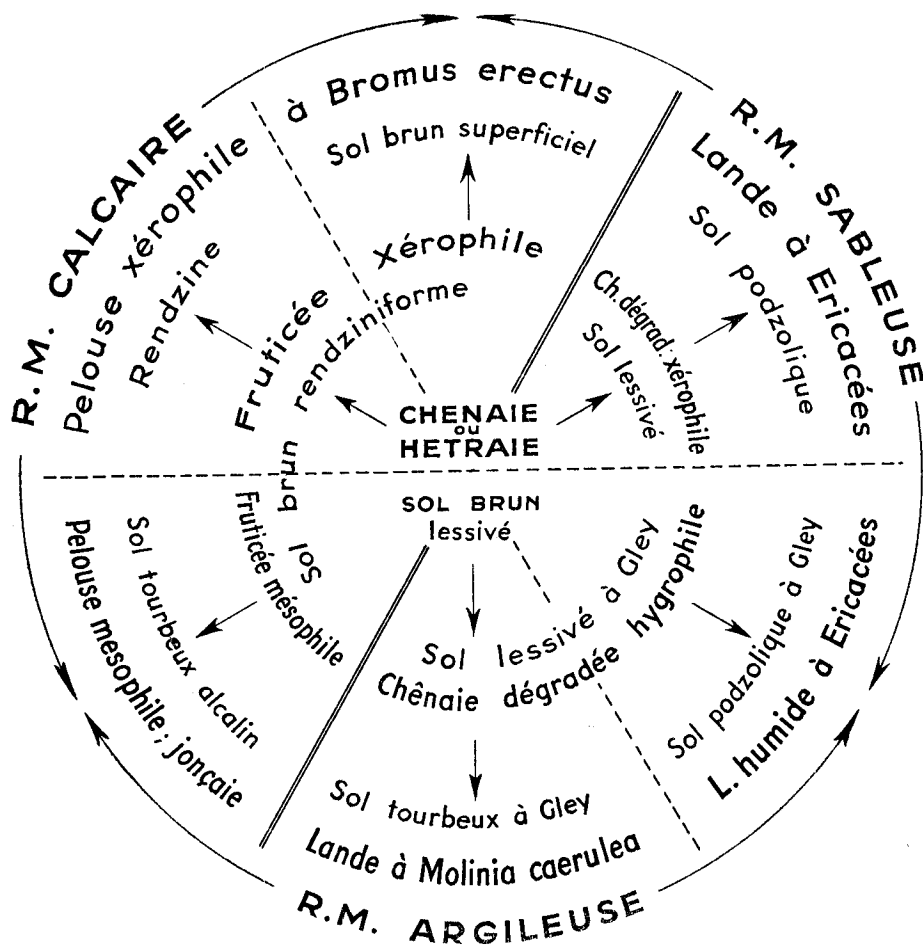 R.M. CALCAIRE
R.M. SABLEUSE
R.M. ARGILEUSE
Pelouse xérophile à Bromus erectus
Sol brun superficiel
Rendzine
Fruticée Xérophile
Sol brun rendziniforme
Lande à Ericacées
Sol podzolique
Ch. dégrad: xérophile
Sol lessivé
CHENAIE
ou
HETRAIE
SOL BRUN
lessivé
Fruticée mésophile
Sol tourbeux alcalin
Pelouse mesophile; jonçaie
Sol lessivé à Gley
Chênaie dégradée hygrophile
Sol tourbeux à Gley
Lande à Molinia caerulea
Sol podzolique à Gley
L. humide à Ericacées